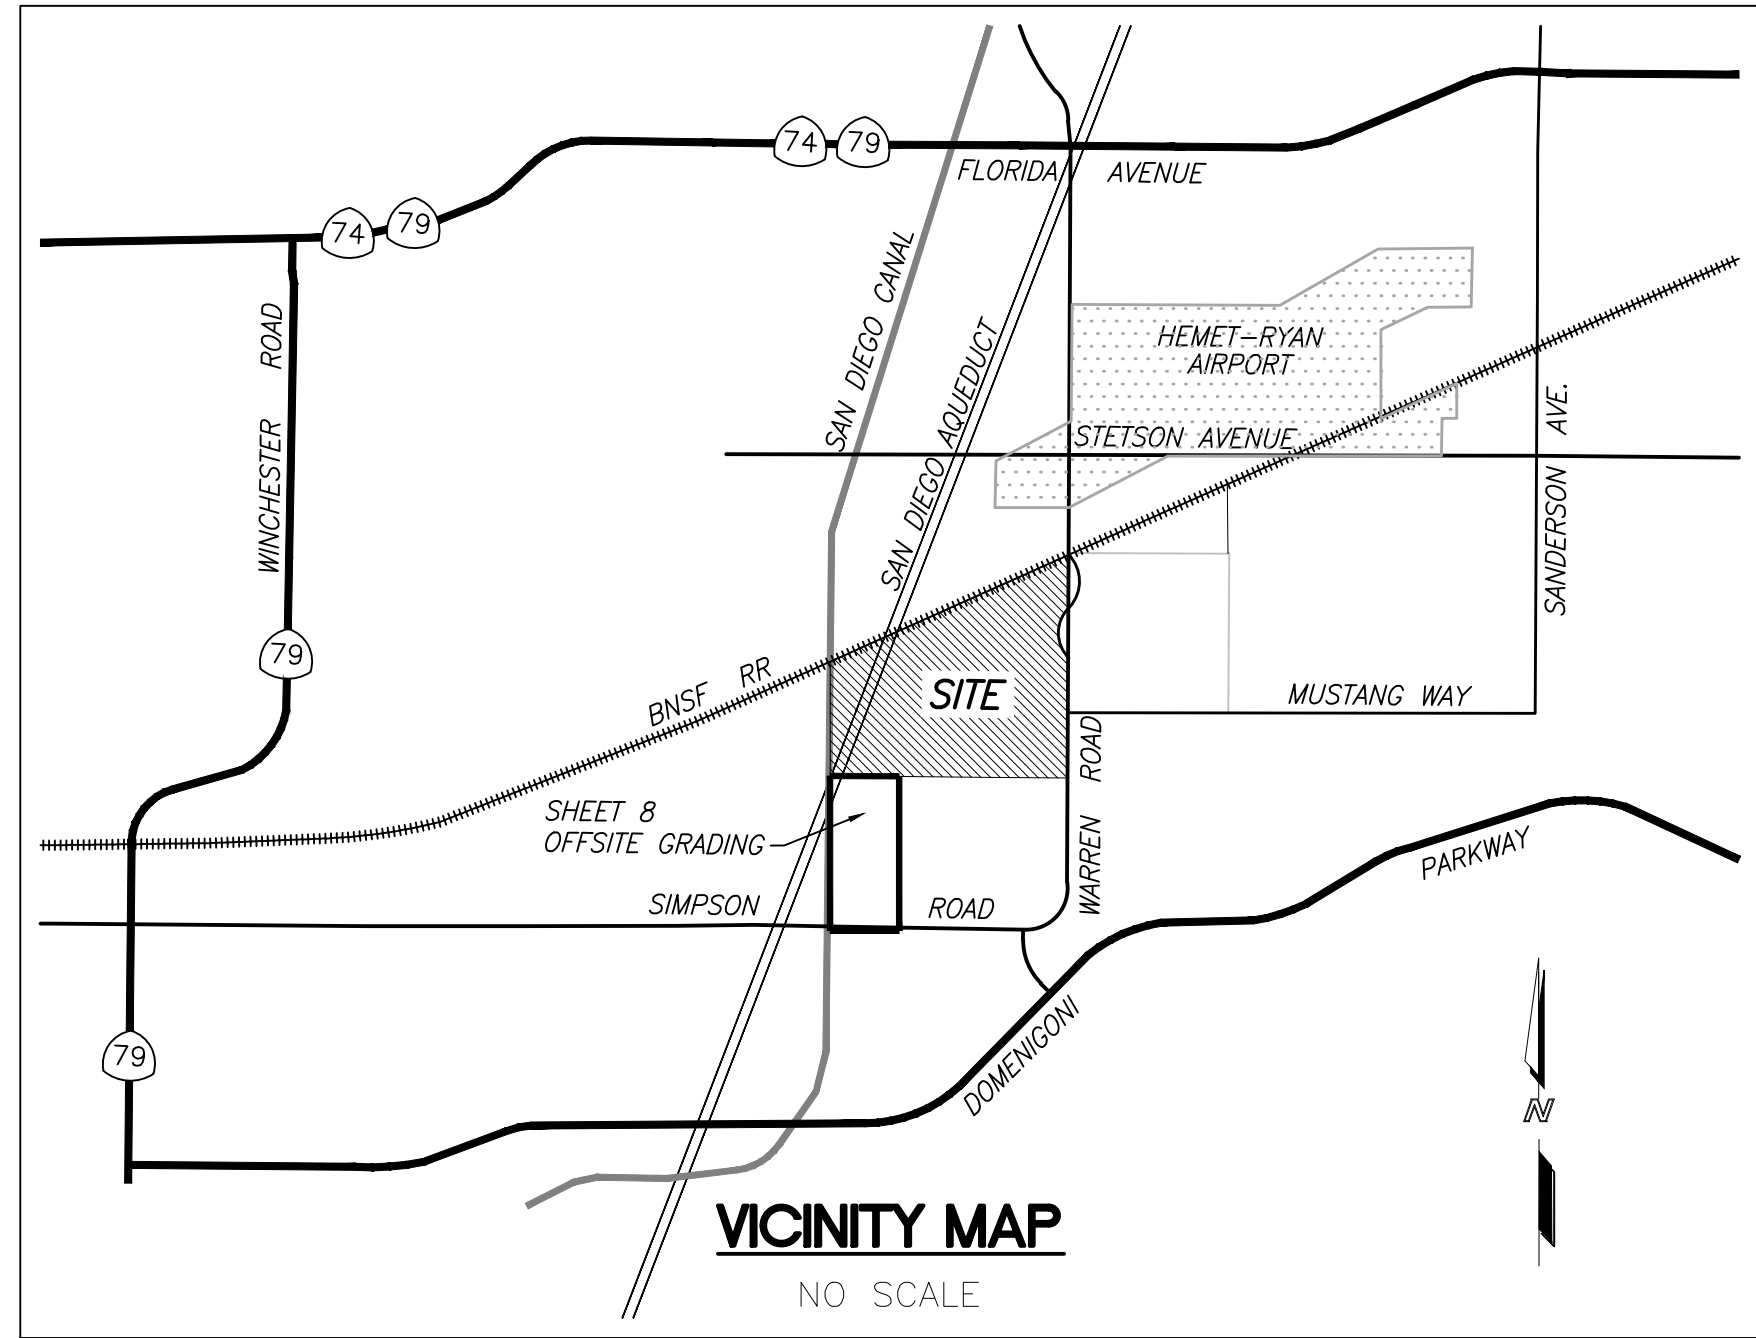 74 79
FLORIDA AVENUE
74 79
SAN DIEGO CANAL
WINCHESTER ROAD
SAN DIEGO AQUEDUCT
HEMET-RYAN
AIRPORT
STETSON AVENUE
SANDERSON AVE.
79
BNSF RR
SITE
MUSTANG WAY
WARREN ROAD
SHEET 8
OFFSITE GRADING
SIMPSON ROAD
DOMENIGONI PARKWAY
79
N
VICINITY MAP
NO SCALE